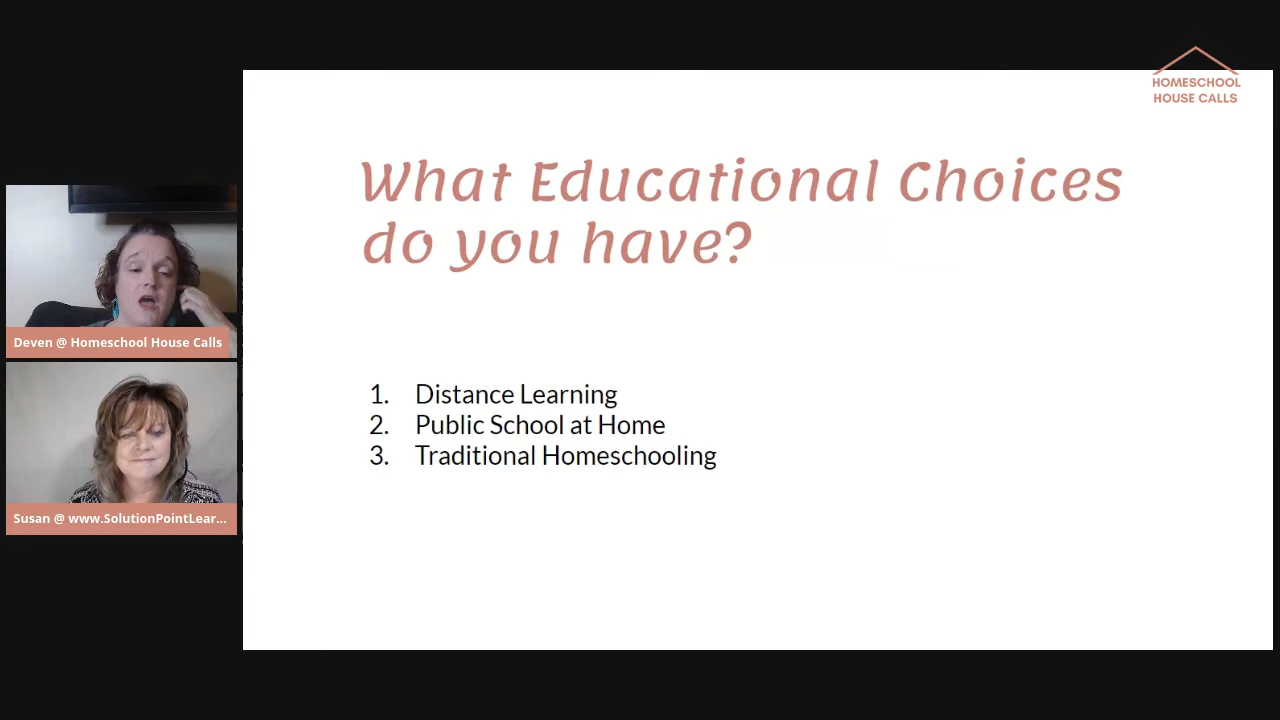 HOMESCHOOL
HOUSE CALLS
What Educational Choices
do you have?
1. Distance Learning
2. Public School at Home
3. Traditional Homeschooling
Deven @ Homeschool House Calls
Susan @ www.SolutionPointLear...